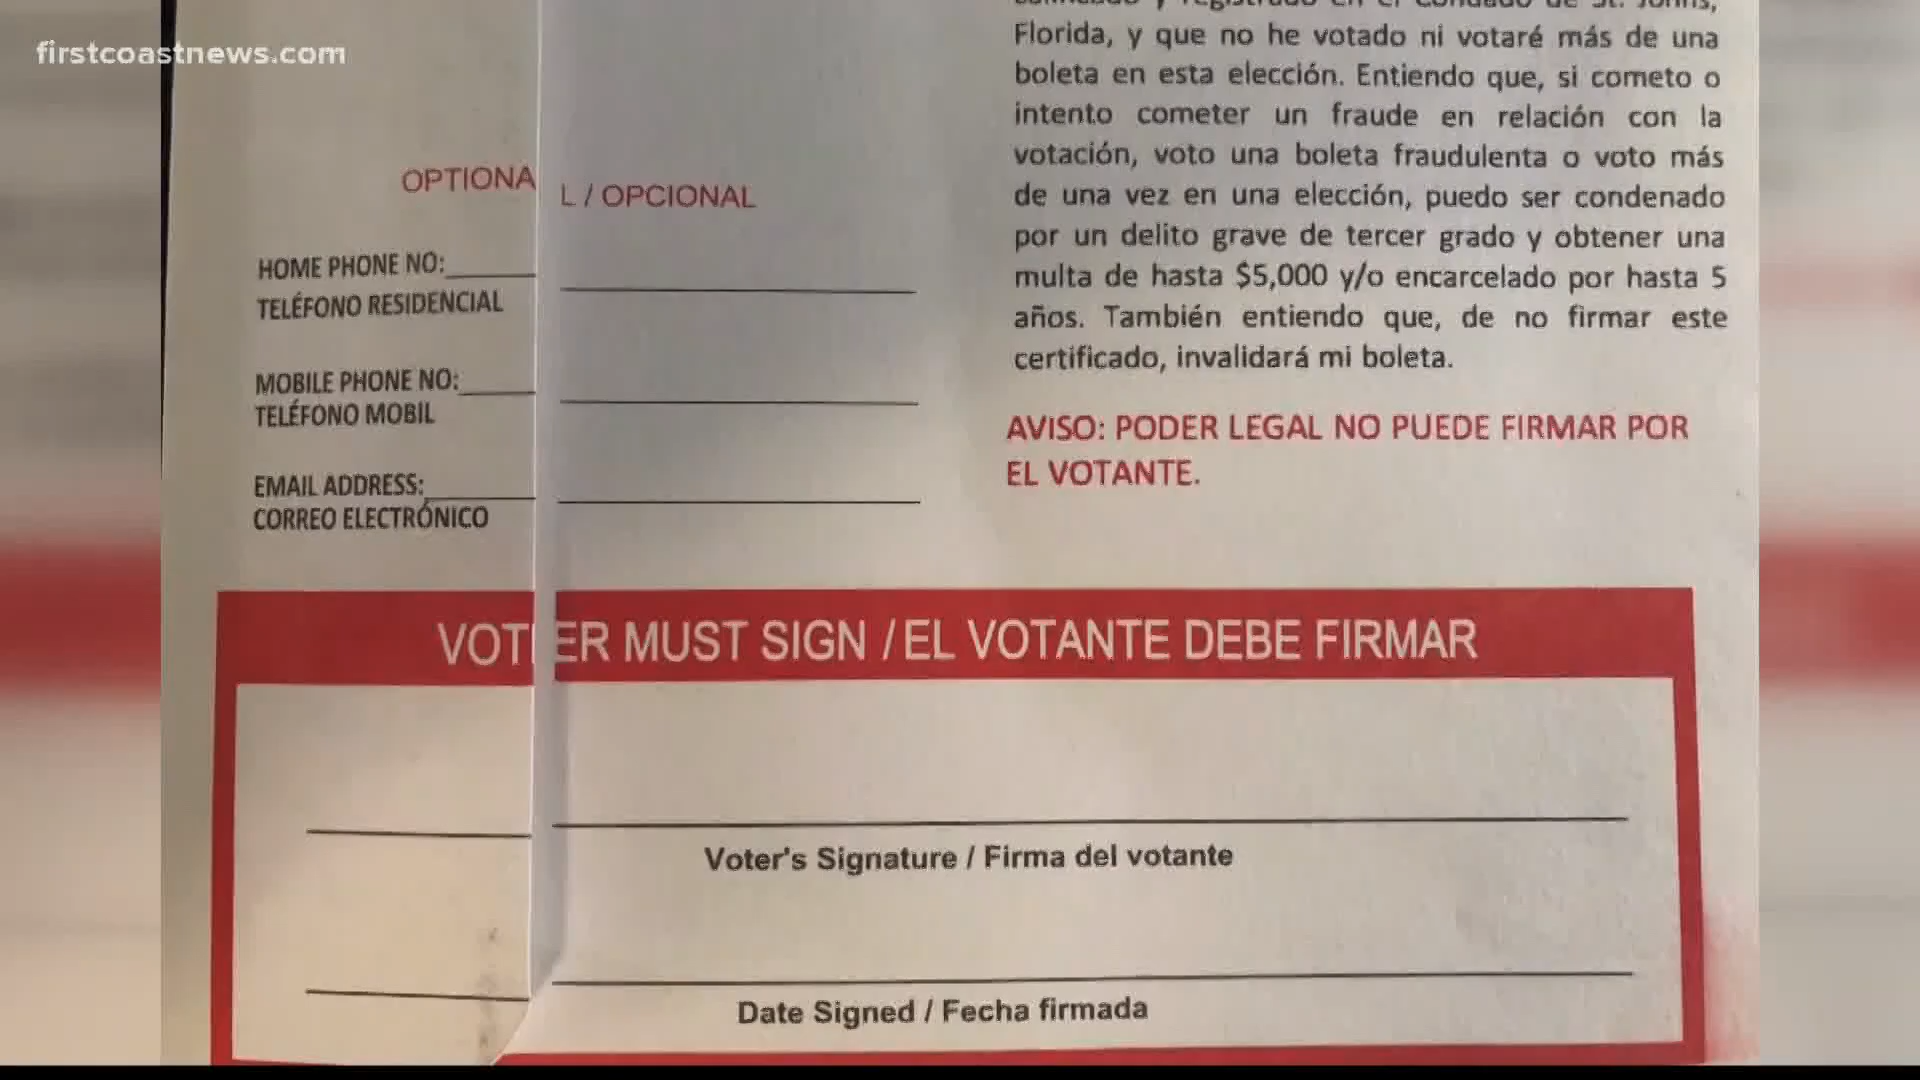 firstcoastnews.com
Florida, y que no he votado ni votaré más de una
boleta en esta elección. Entiendo que, si cometo o
intento cometer un fraude en relación con la
votación, voto una boleta fraudulenta o voto más
de una vez en una elección, puedo ser condenado
por un delito grave de tercer grado y obtener una
multa de hasta $5,000 y/o encarcelado por hasta 5
años. También entiendo que, de no firmar este
certificado, invalidará mi boleta.
AVISO: PODER LEGAL NO PUEDE FIRMAR POR
EL VOTANTE.
OPTIONAL / OPCIONAL
HOME PHONE NO:
TELÉFONO RESIDENCIAL
MOBILE PHONE NO:
TELÉFONO MOBIL
EMAIL ADDRESS:
CORREO ELECTRÓNICO
VOTER MUST SIGN / EL VOTANTE DEBE FIRMAR
Voter's Signature / Firma del votante
Date Signed / Fecha firmada